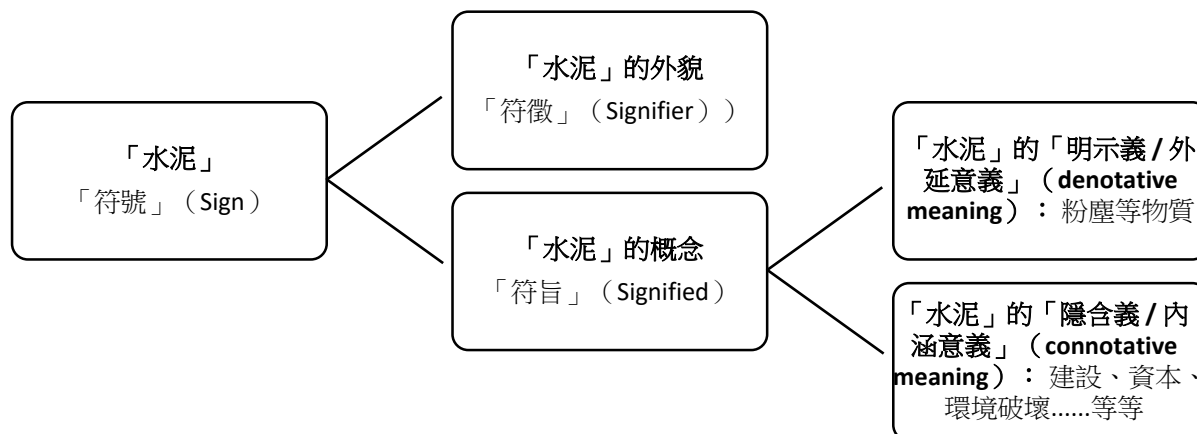 「水泥」
「符號」（Sign）
「水泥」的外貌
「符徵」（Signifier））
「水泥」的概念
「符旨」（Signified）
「水泥」的「明示義 / 外
延意義」（denotative
meaning）： 粉塵等物質
「水泥」的「隱含義 / 內
涵意義」（connotative
meaning）： 建設、資本、
環境破壞......等等